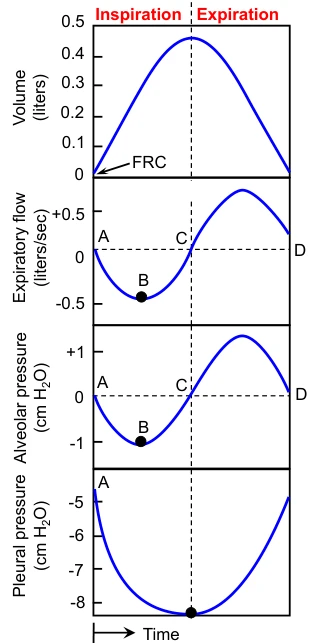 Inspiration Expiration
0.5
0.4
0.3
0.2
0.1
0
Volume
(liters)
FRC
+0.5
0
-0.5
Expiratory flow
(liters/sec)
A
B
C
D
+1
0
-1
Alveolar pressure
(cm H₂O)
A
B
C
D
-5
-6
-7
-8
Pleural pressure
(cm H₂O)
A
Time